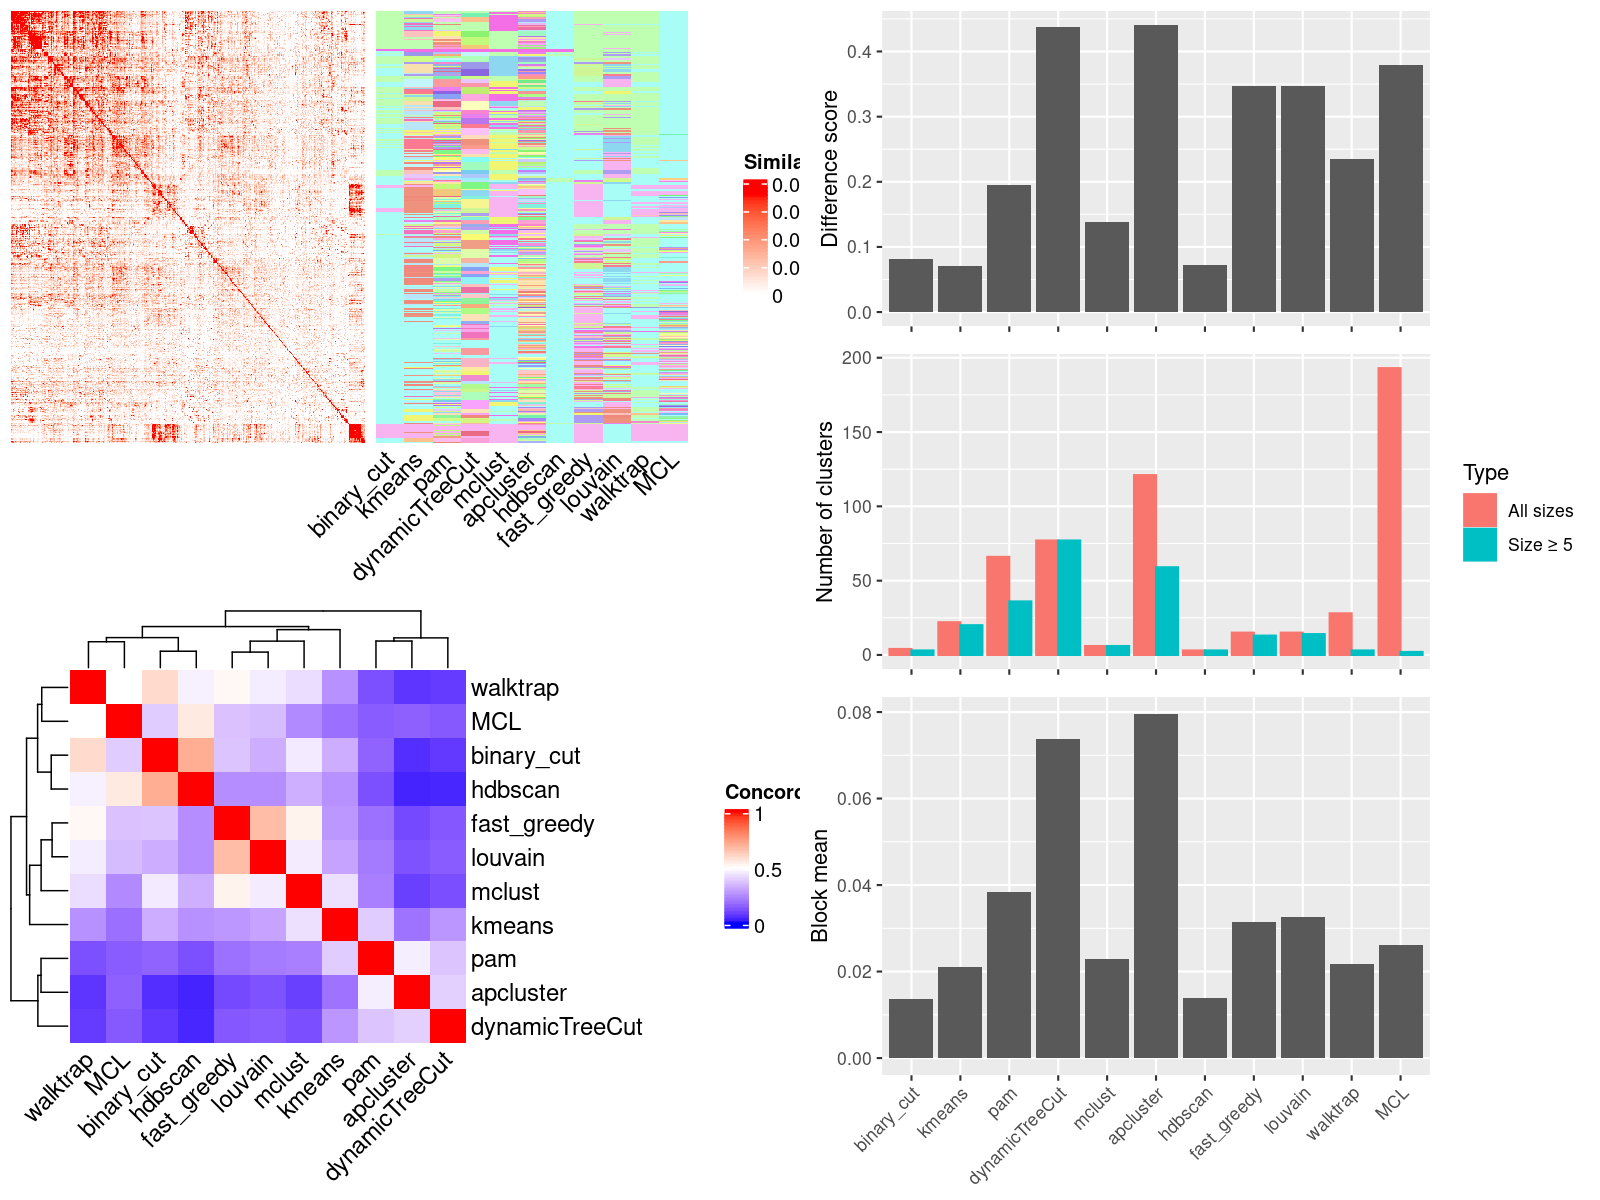 Simila
0.0
0.0
0.0
0.0
0
binary_cut
kmeans
pam
dynamicTreeCut
mclust
apcluster
hdbscan
fast_greedy
louvain
walktrap
MCL
walktrap
MCL
binary_cut
hdbscan
fast_greedy
louvain
mclust
kmeans
pam
apcluster
dynamicTreeCut
walktrap
MCL
binary_cut
hdbscan
fast_greedy
louvain
mclust
kmeans
pam
apcluster
dynamicTreeCut
Concord
1
0.5
0
Difference score
0.4
0.3
0.2
0.1
0.0
Number of clusters
200
150
100
50
0
Type
All sizes
Size ≥ 5
Block mean
0.08
0.06
0.04
0.02
0.00
binary_cut
kmeans
pam
dynamicTreeCut
mclust
apcluster
hdbscan
fast_greedy
louvain
walktrap
MCL